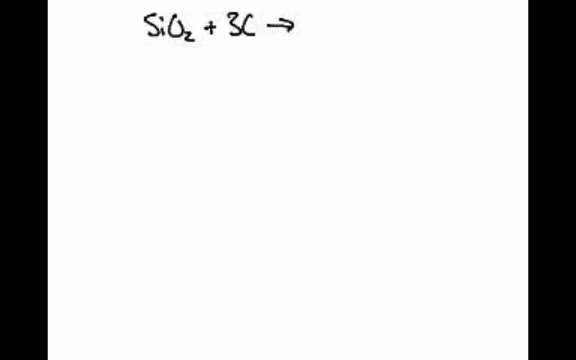 SiO₂ + 3C →